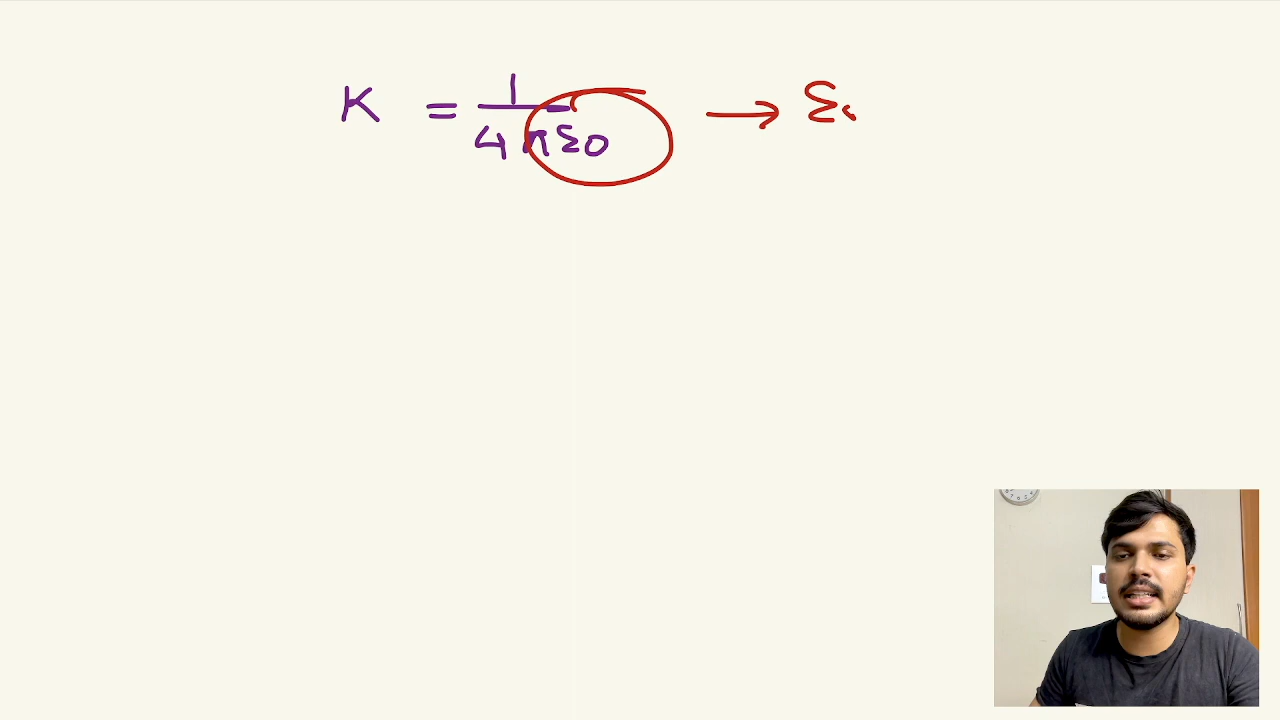 K = 1/4πε0 → ε